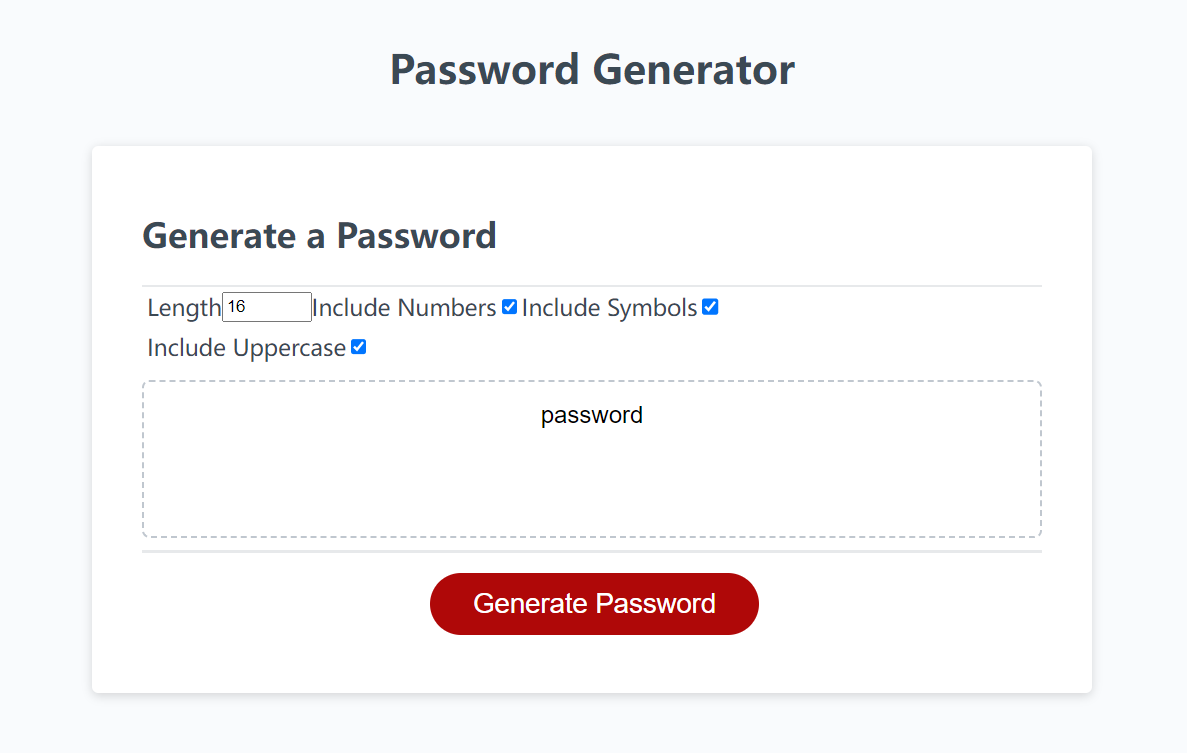 Password Generator
Generate a Password
Length 16 Include Numbers Include Symbols
Include Uppercase
password
Generate Password